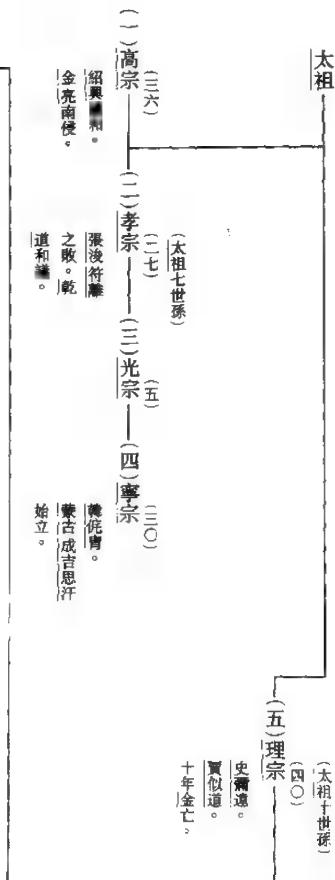 太祖
(一)高宗
(三六)
紹興和。
金亮南侵。
(太祖七世孫)
(二七)
(二)孝宗
張浚符離
之敗。乾
道和議。
(五)
(三)光宗
(三〇)
(四)寧宗
韓侂冑。
蒙古成吉思汗
始立。
(太祖十世孫)
(四〇)
(五)理宗
史彌遠。
賈似道。
十年金亡。